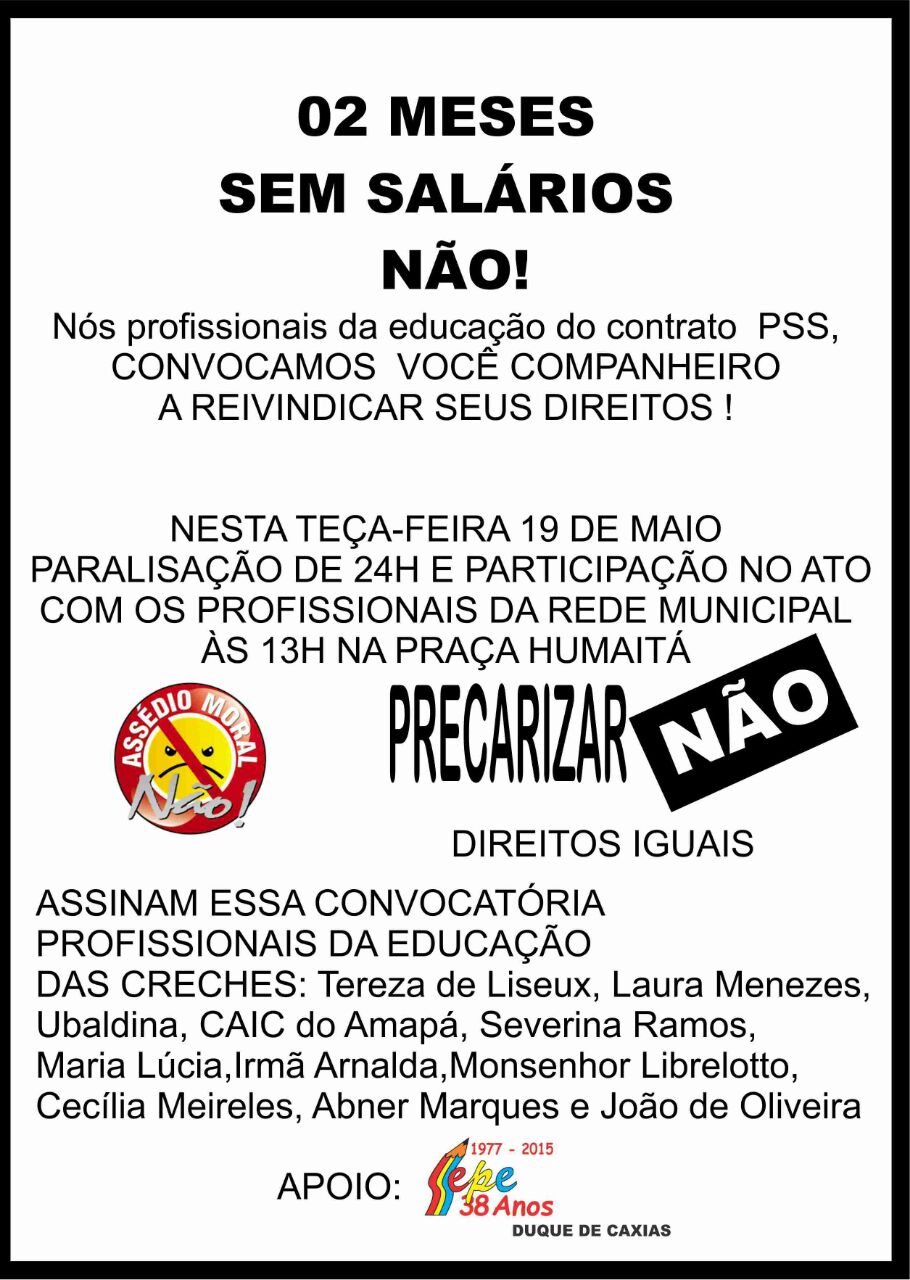 02 MESES
SEM SALÁRIOS
NÃO!
Nós profissionais da educação do contrato PSS,
CONVOCAMOS VOCÊ COMPANHEIRO
A REIVINDICAR SEUS DIREITOS !
NESTA TEÇA-FEIRA 19 DE MAIO
PARALISAÇÃO DE 24H E PARTICIPAÇÃO NO ATO
COM OS PROFISSIONAIS DA REDE MUNICIPAL
ÀS 13H NA PRAÇA HUMAITÁ
ASSÉDIO MORAL
Não!
PRECARIZAR NÃO
DIREITOS IGUAIS
ASSINAM ESSA CONVOCATÓRIA
PROFISSIONAIS DA EDUCAÇÃO
DAS CRECHES: Tereza de Liseux, Laura Menezes,
Ubaldina, CAIC do Amapá, Severina Ramos,
Maria Lúcia,Irmã Arnalda,Monsenhor Librelotto,
Cecília Meireles, Abner Marques e João de Oliveira
1977 - 2015
APOIO: Sepe
38 Anos
DUQUE DE CAXIAS